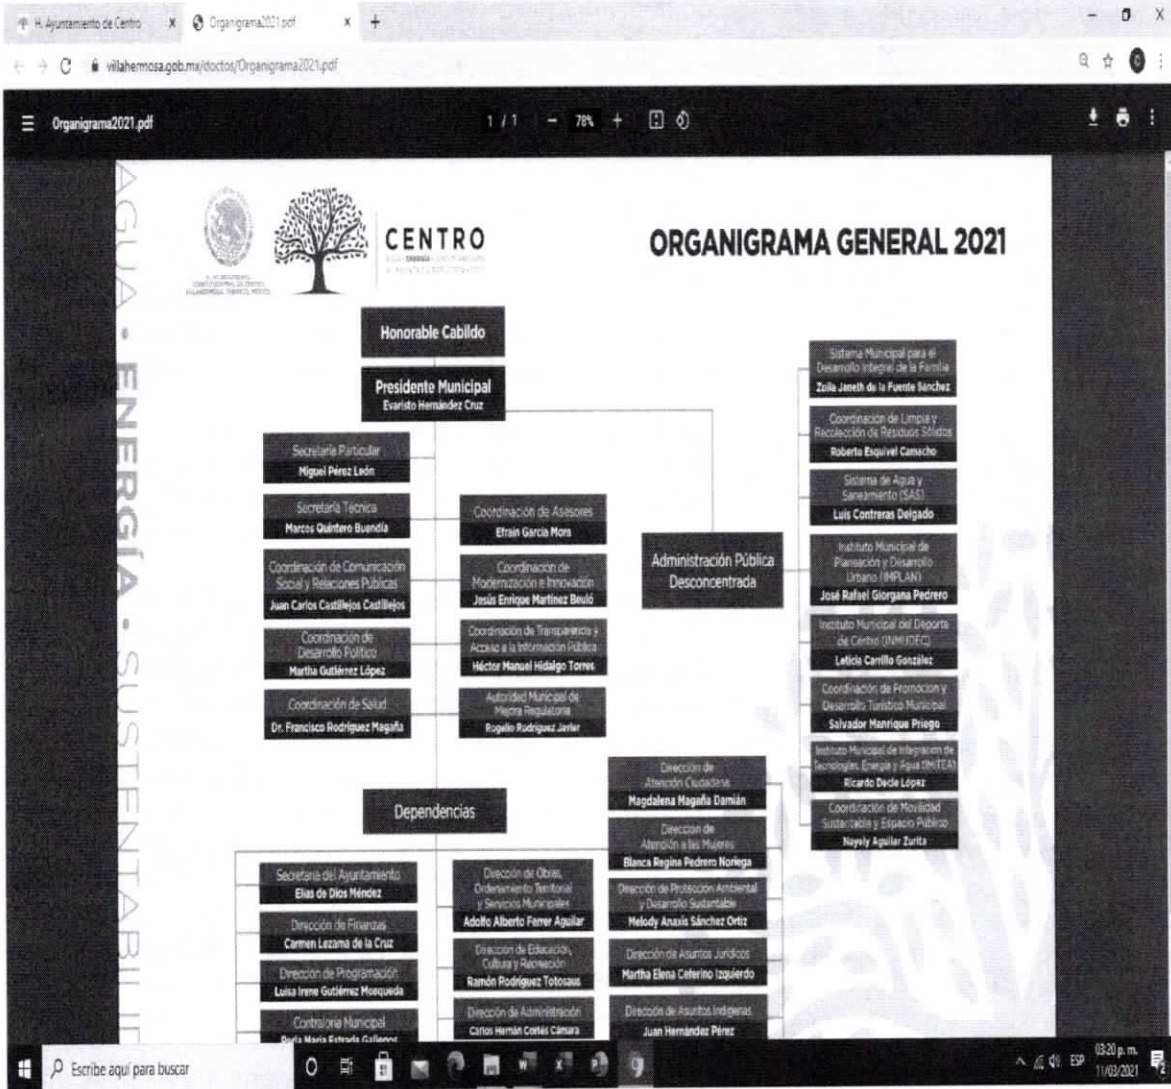 H. Ayuntamiento de Centro
Organigrama2021.pdf
villahermosa.gob.mx/doctos/Organigrama2021.pdf
Organigrama2021.pdf
1 / 1
78%
AGUA • ENERGÍA • SUSTENTABILI
CENTRO
ORGANIGRAMA GENERAL 2021
Honorable Cabildo
Presidente Municipal
Evaristo Hernández Cruz
Secretaría Particular
Miguel Pérez León
Secretaría Técnica
Marcos Quintero Buendía
Coordinación de Comunicación
Social y Relaciones Públicas
Juan Carlos Castillejos Castillejos
Coordinación de
Desarrollo Político
Martha Gutiérrez López
Coordinación de Salud
Dr. Francisco Rodríguez Magaña
Coordinación de Asesores
Efraín García Mora
Coordinación de
Modernización e Innovación
Jesús Enrique Martínez Beuló
Coordinación de Transparencia y
Acceso a la Información Pública
Héctor Manuel Hidalgo Torres
Autoridad Municipal de
Mejora Regulatoria
Rogelio Rodríguez Javier
Administración Pública
Desconcentrada
Sistema Municipal para el
Desarrollo Integral de la Familia
Zoila Janeth de la Fuente Sánchez
Coordinación de Limpia y
Recolección de Residuos Sólidos
Roberto Esquivel Camacho
Sistema de Agua y
Saneamiento (SAS)
Luis Contreras Delgado
Instituto Municipal de
Planeación y Desarrollo
Urbano (IMPLAN)
José Rafael Giorgana Pedrero
Instituto Municipal del Deporte
de Centro (INMUDEC)
Leticia Carrillo González
Coordinación de Promocion y
Desarrollo Turístico Municipal
Salvador Manrique Priego
Instituto Municipal de Integración de
Tecnologías, Energía y Agua (IMITEA)
Ricardo Decle López
Coordinación de Movilidad
Sustentable y Espacio Público
Nayely Aguilar Zurita
Dependencias
Secretaría del Ayuntamiento
Elías de Dios Méndez
Dirección de Finanzas
Carmen Lezama de la Cruz
Dirección de Programación
Luisa Irene Gutiérrez Mosqueda
Contraloría Municipal
Perla María Estrada Gallegos
Dirección de Obras,
Ordenamiento Territorial
y Servicios Municipales
Adolfo Alberto Ferrer Aguilar
Dirección de Educación,
Cultura y Recreación
Ramón Rodríguez Totosaus
Dirección de Administración
Carlos Hernán Cortés Cámara
Dirección de
Atención Ciudadana
Magdalena Magaña Damián
Dirección de
Atención a las Mujeres
Blanca Regina Pedrero Noriega
Dirección de Protección Ambiental
y Desarrollo Sustentable
Melody Anaxis Sánchez Ortiz
Dirección de Asuntos Jurídicos
Martha Elena Ceferino Izquierdo
Dirección de Asuntos Indígenas
Juan Hernández Pérez
Escribe aquí para buscar
ESP
03:20 p. m.
11/03/2021